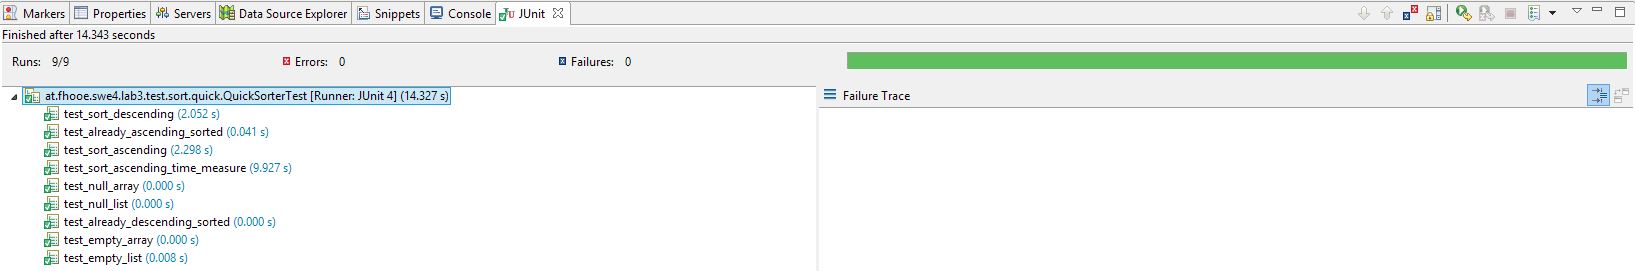 Markers Properties Servers Data Source Explorer Snippets Console JUnit
Finished after 14.343 seconds
Runs: 9/9 Errors: 0 Failures: 0
at.fhooe.swe4.lab3.test.sort.quick.QuickSorterTest [Runner: JUnit 4] (14.327 s)
Failure Trace
test_sort_descending (2.052 s)
test_already_ascending_sorted (0.041 s)
test_sort_ascending (2.298 s)
test_sort_ascending_time_measure (9.927 s)
test_null_array (0.000 s)
test_null_list (0.000 s)
test_already_descending_sorted (0.000 s)
test_empty_array (0.000 s)
test_empty_list (0.008 s)